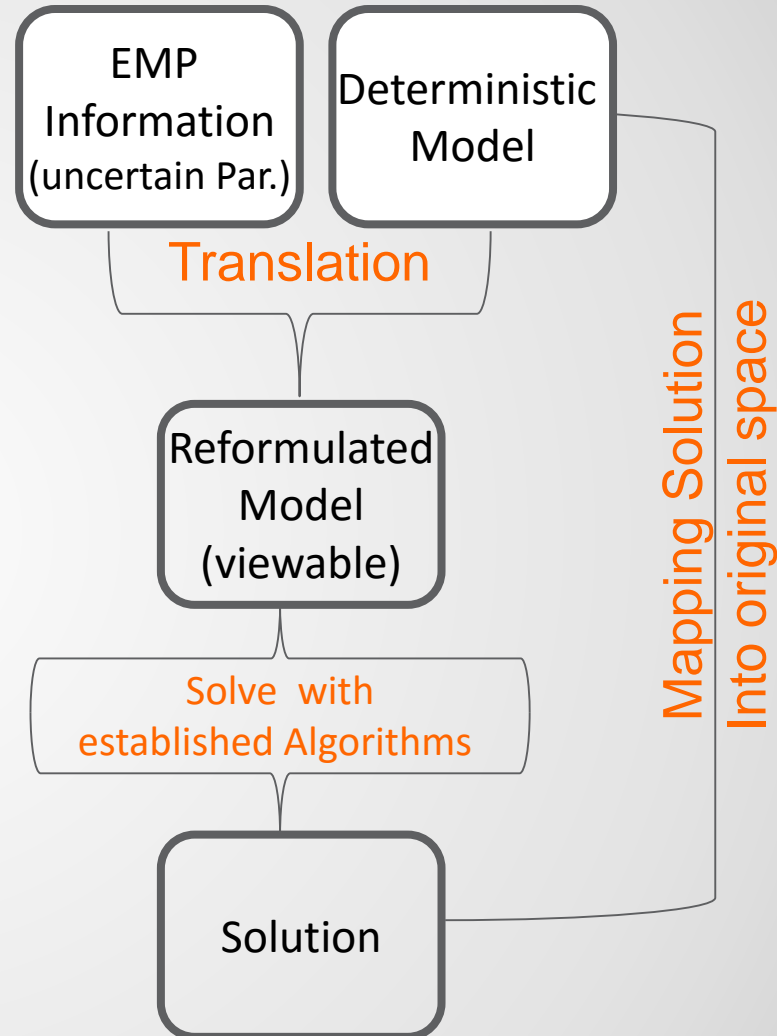 EMP
Information
(uncertain Par.)
Deterministic
Model
Translation
Reformulated
Model
(viewable)
Solve with
established Algorithms
Solution
Mapping Solution
Into original space